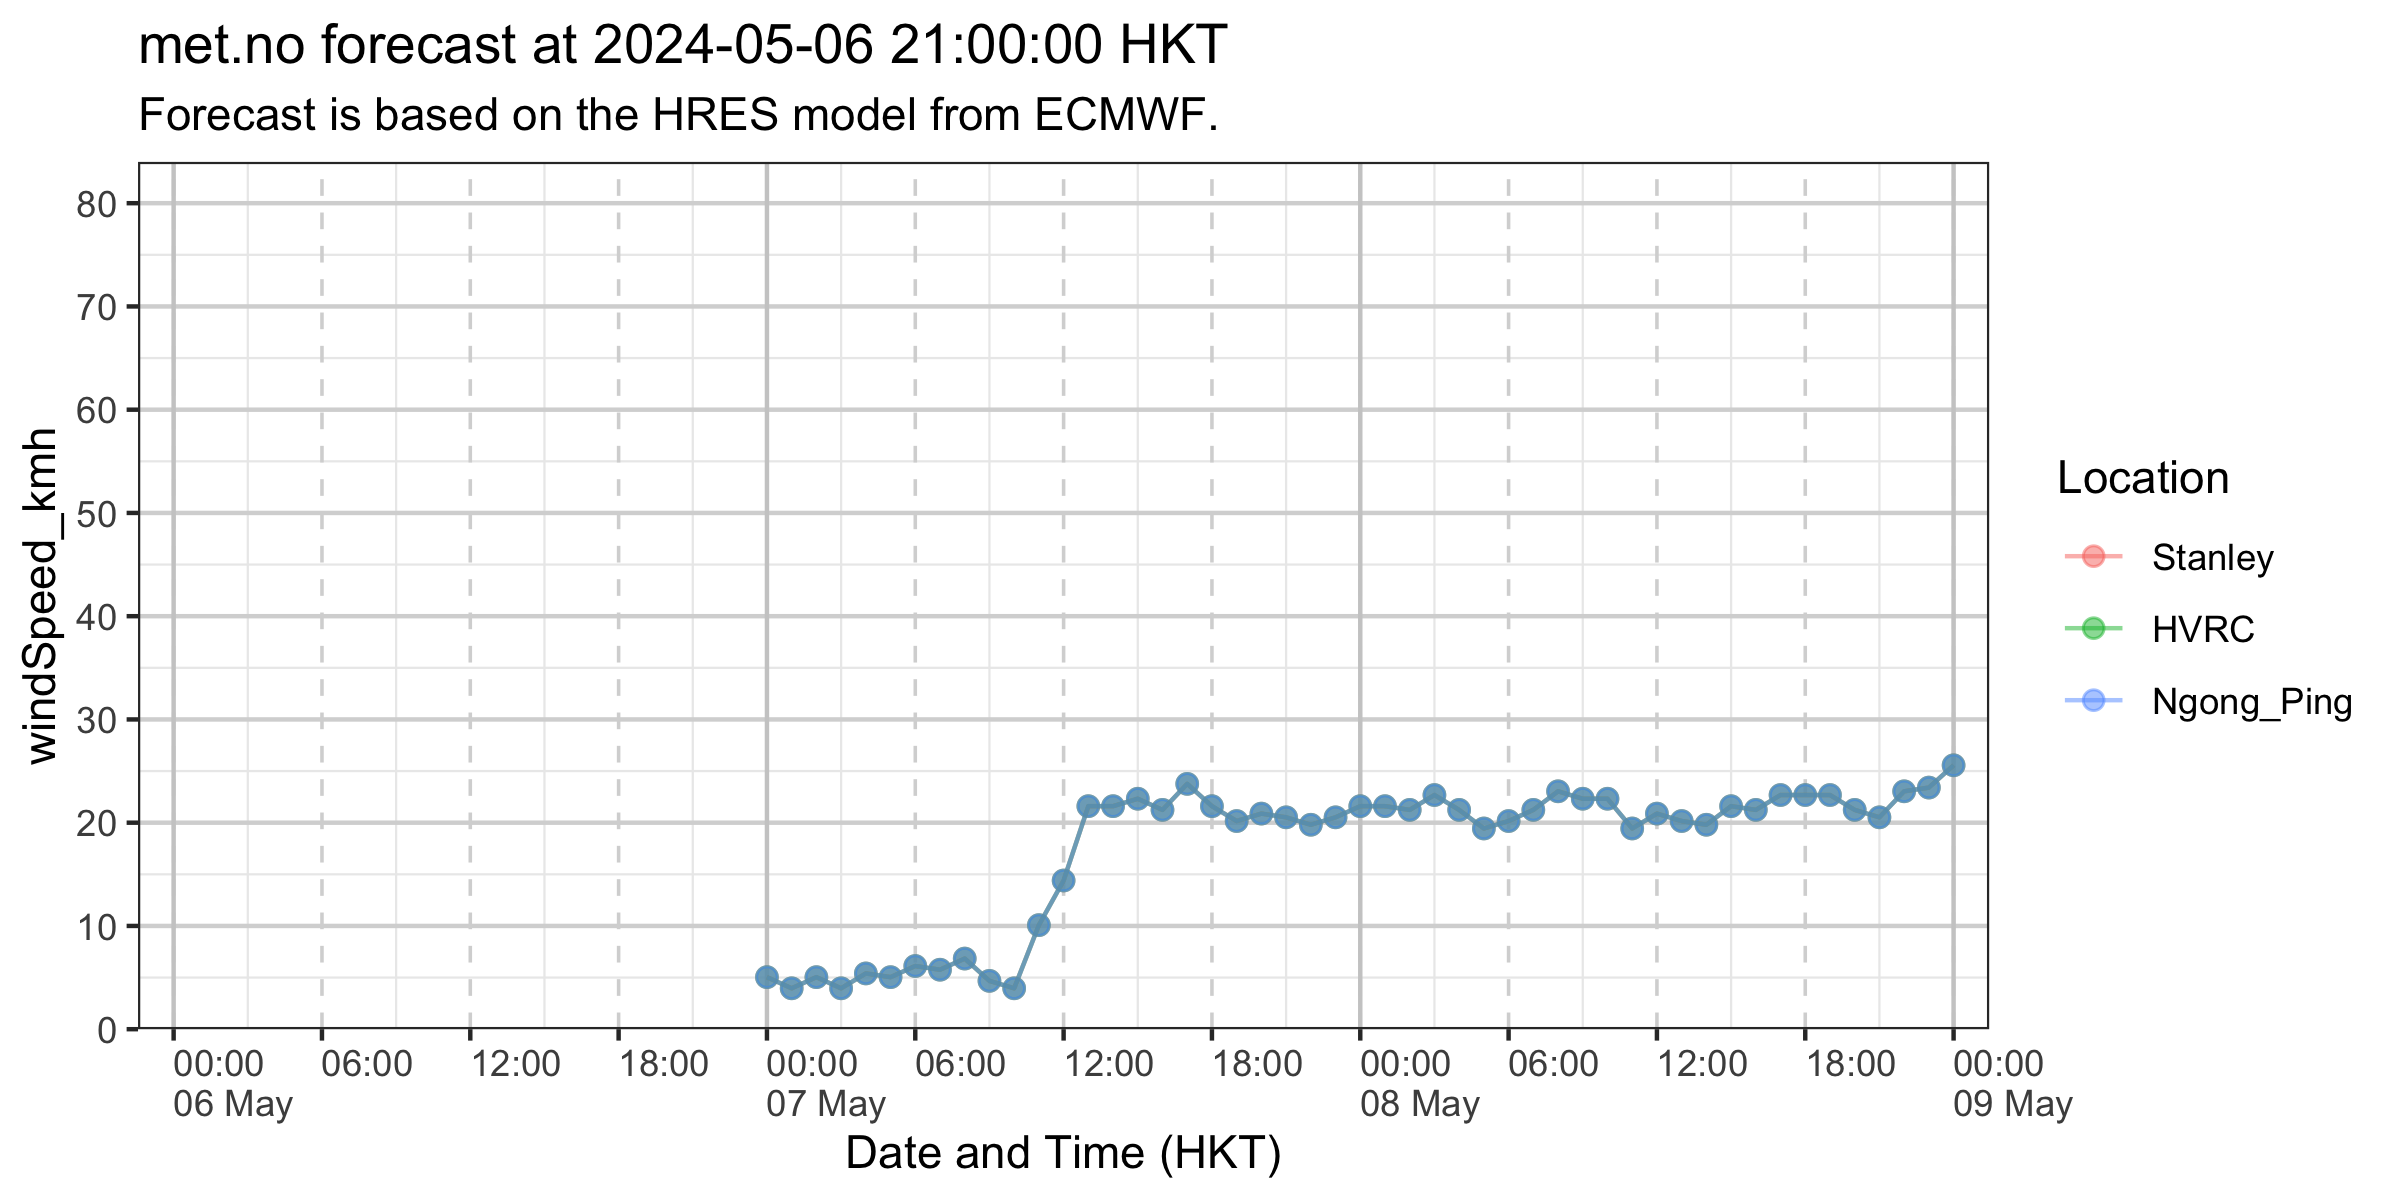 met.no forecast at 2024-05-06 21:00:00 HKT
Forecast is based on the HRES model from ECMWF.
windSpeed_kmh
80
70
60
50
40
30
20
10
0
00:00 06:00 12:00 18:00 00:00 06:00 12:00 18:00 00:00 06:00 12:00 18:00 00:00
06 May 07 May 08 May 09 May
Date and Time (HKT)
Location
Stanley
HVRC
Ngong_Ping